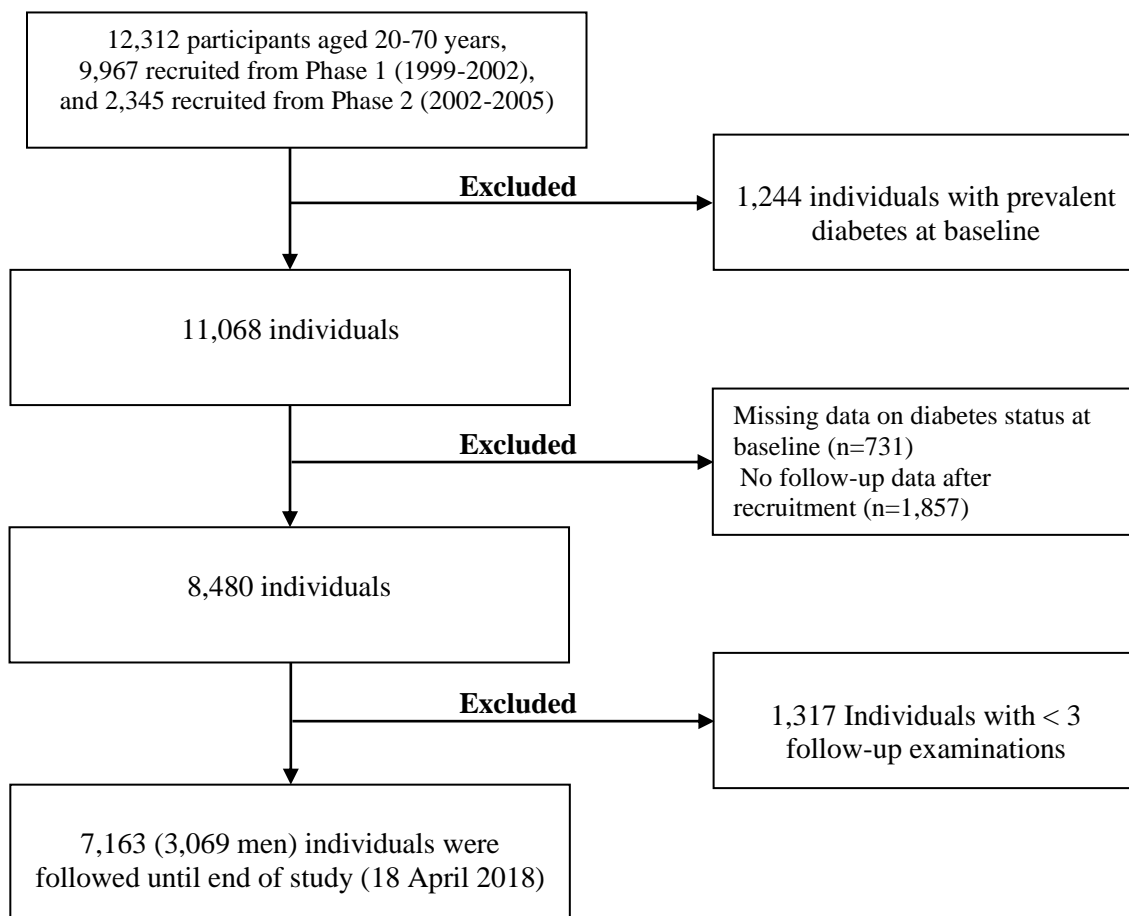 12,312 participants aged 20-70 years,
9,967 recruited from Phase 1 (1999-2002),
and 2,345 recruited from Phase 2 (2002-2005)
Excluded
1,244 individuals with prevalent
diabetes at baseline
11,068 individuals
Excluded
Missing data on diabetes status at
baseline (n=731)
No follow-up data after
recruitment (n=1,857)
8,480 individuals
Excluded
1,317 Individuals with < 3
follow-up examinations
7,163 (3,069 men) individuals were
followed until end of study (18 April 2018)